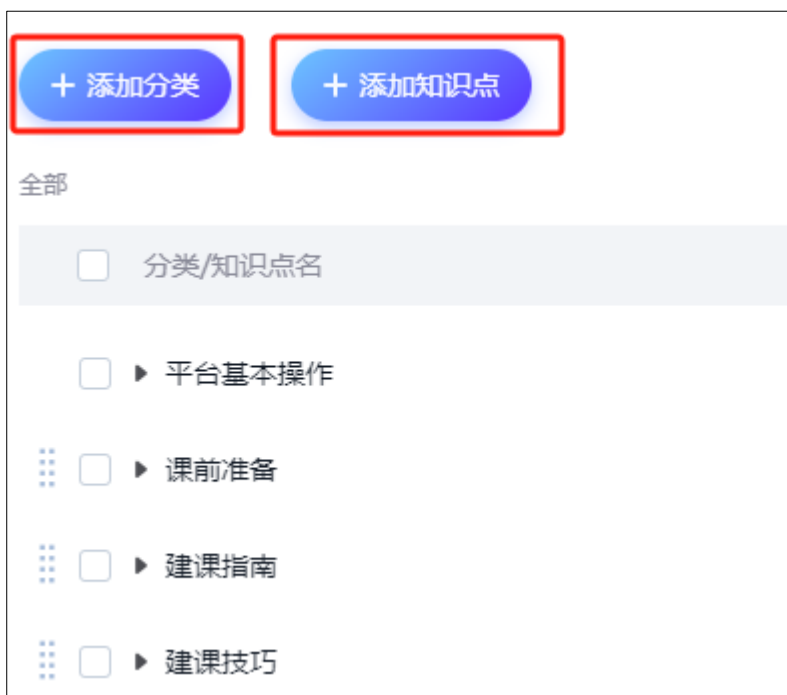 + 添加分类 + 添加知识点
全部
分类/知识点名
平台基本操作
课前准备
建课指南
建课技巧